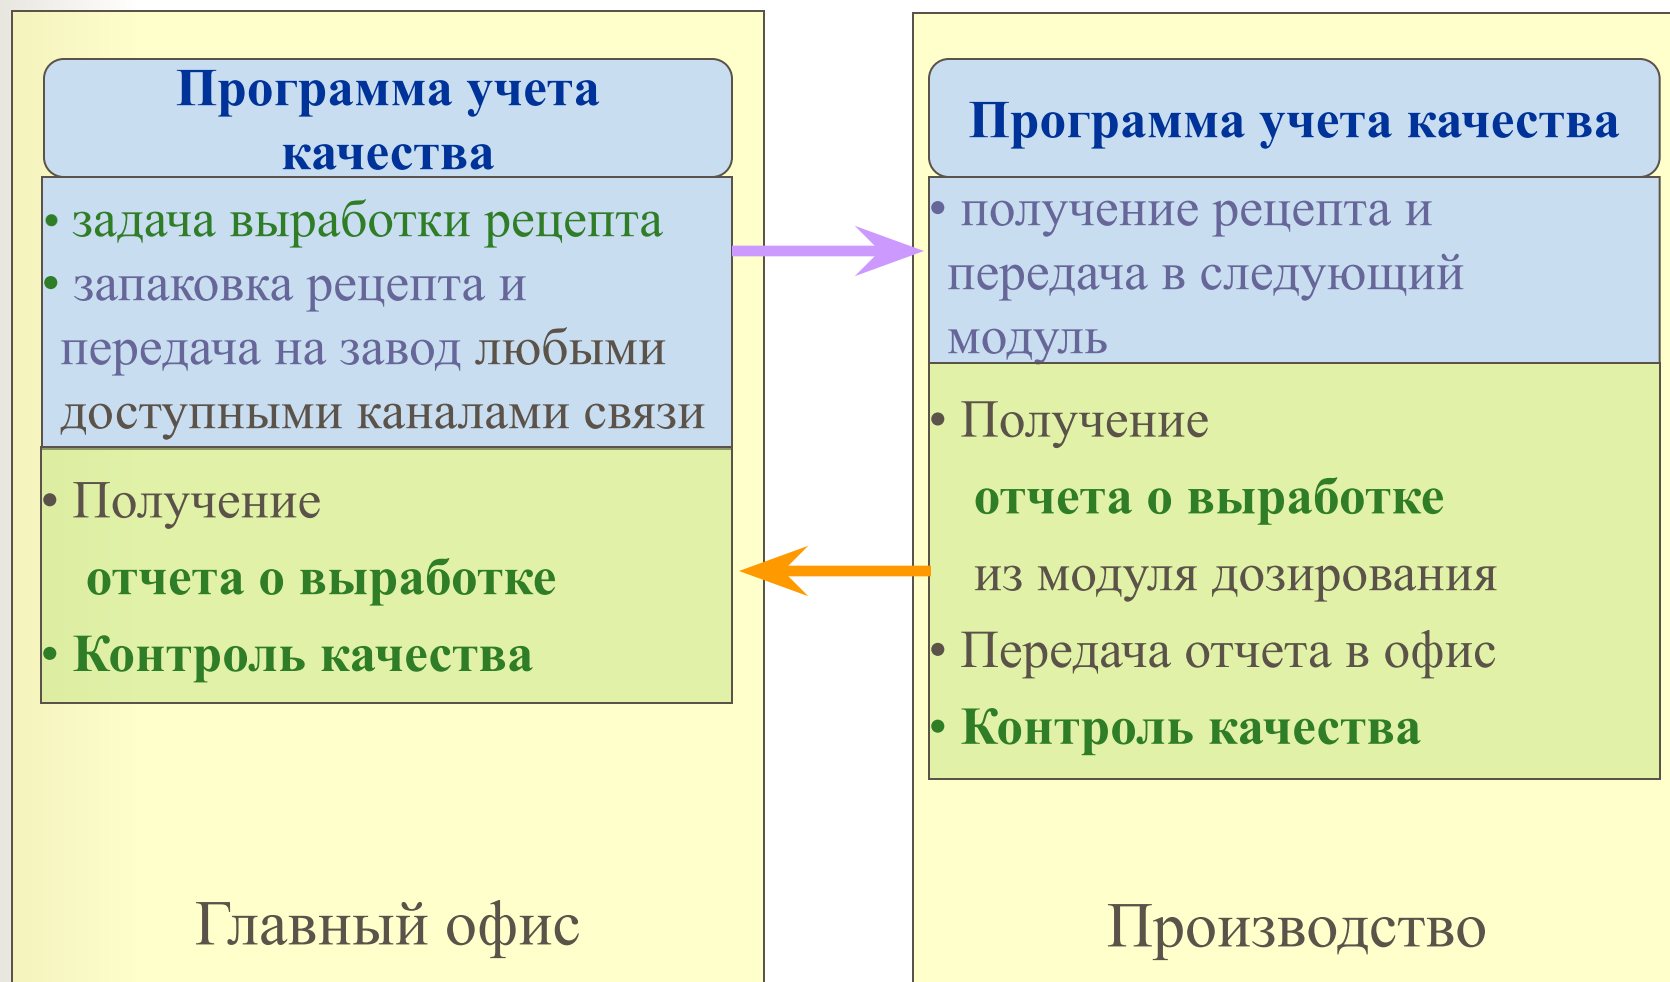 Программа учета
качества
• задача выработки рецепта
• запаковка рецепта и
передача на завод любыми
доступными каналами связи
• Получение
отчета о выработке
• Контроль качества
Главный офис
Программа учета качества
• получение рецепта и
передача в следующий
модуль
• Получение
отчета о выработке
из модуля дозирования
• Передача отчета в офис
• Контроль качества
Производство